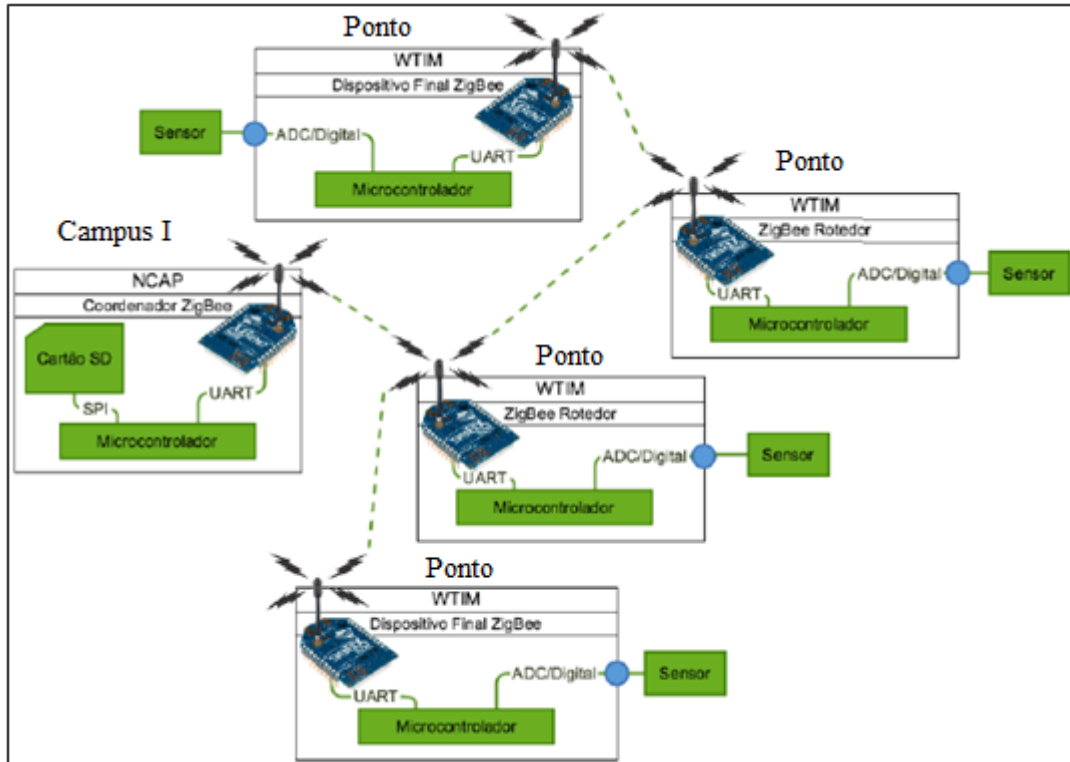 Ponto
WTIM
Dispositivo Final ZigBee
Sensor
ADC/Digital
UART
Microcontrolador
Ponto
WTIM
ZigBee Rotedor
ADC/Digital
Sensor
UART
Microcontrolador
Campus I
NCAP
Coordenador ZigBee
Cartão SD
UART
SPI
Microcontrolador
Ponto
WTIM
ZigBee Rotedor
ADC/Digital
Sensor
UART
Microcontrolador
Ponto
WTIM
Dispositivo Final ZigBee
ADC/Digital
Sensor
UART
Microcontrolador